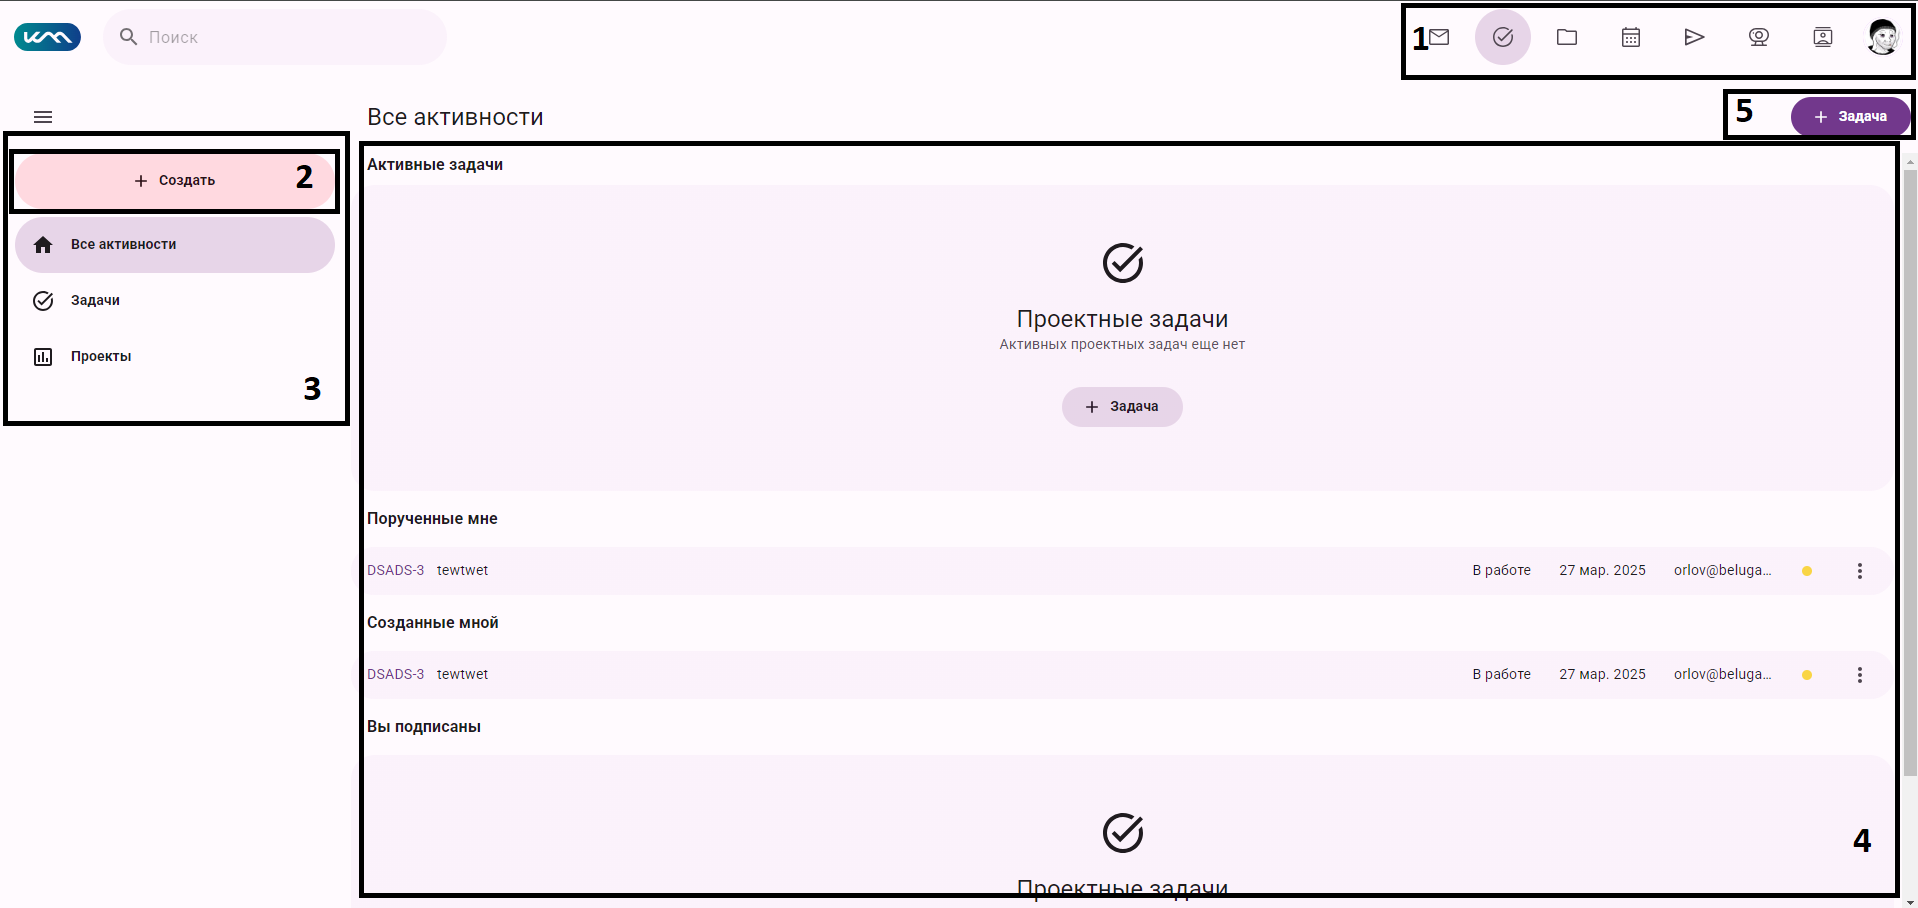 Поиск
1
Все активности
5
Задача
Создать
2
Все активности
Задачи
Проекты
3
Активные задачи
Проектные задачи
Активных проектных задач еще нет
Задача
Порученные мне
DSADS-3 tewtwet В работе 27 мар. 2025 orlov@beluga...
Созданные мной
DSADS-3 tewtwet В работе 27 мар. 2025 orlov@beluga...
Вы подписаны
4
Проектные задачи